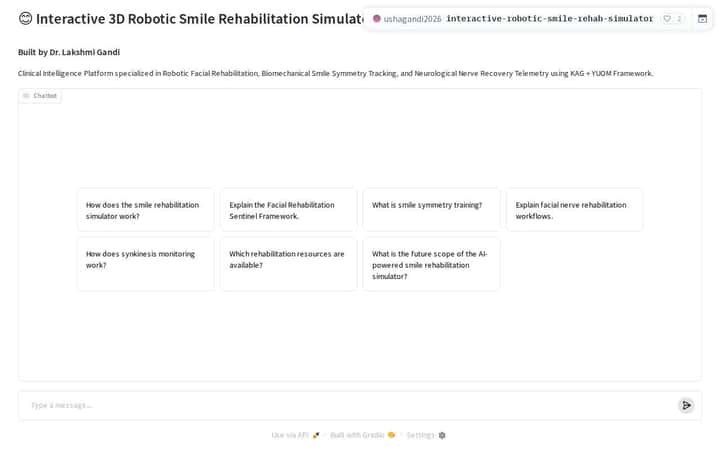 😊 Interactive 3D Robotic Smile Rehabilitation Simulat
ushagandi2026 interactive-robotic-smile-rehab-simulator 2
Built by Dr. Lakshmi Gandi
Clinical Intelligence Platform specialized in Robotic Facial Rehabilitation, Biomechanical Smile Symmetry Tracking, and Neurological Nerve Recovery Telemetry using KAG + YUOM Framework.
Chatbot
How does the smile rehabilitation
simulator work?
Explain the Facial Rehabilitation
Sentinel Framework.
What is smile symmetry training?
Explain facial nerve rehabilitation
workflows.
How does synkinesis monitoring
work?
Which rehabilitation resources are
available?
What is the future scope of the AI-
powered smile rehabilitation
simulator?
Type a message...
Use via API 🚀 · Built with Gradio · Settings ⚙️